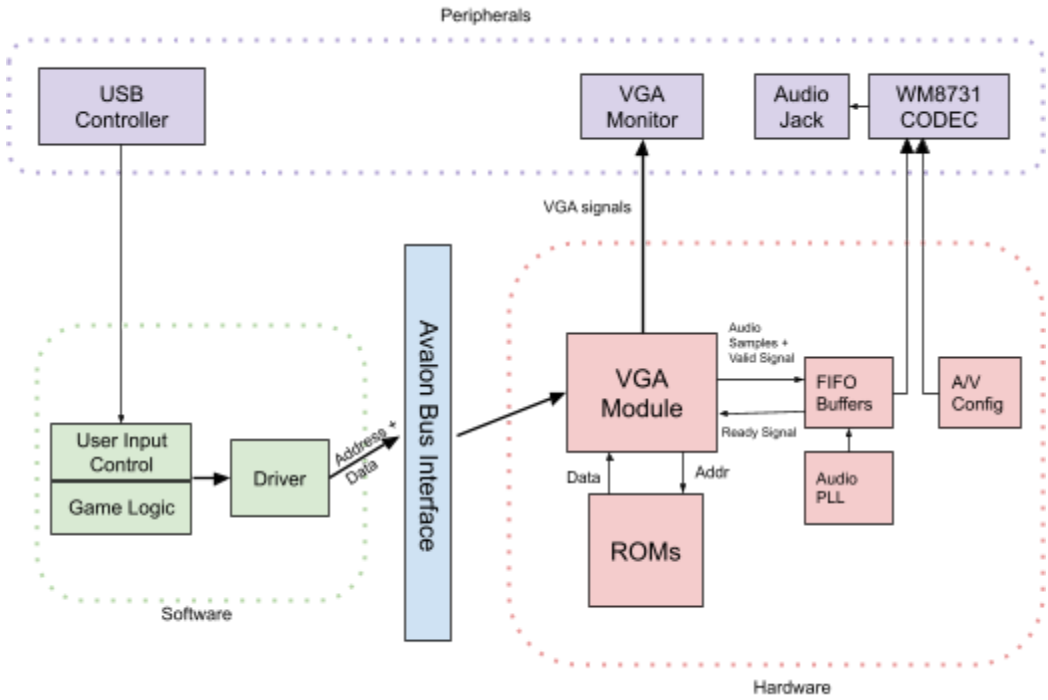 Peripherals
USB
Controller
VGA
Monitor
Audio
Jack
WM8731
CODEC
VGA signals
Avalon Bus Interface
Audio
Samples +
Valid Signal
VGA
Module
FIFO
Buffers
A/V
Config
Ready Signal
User Input
Control
Game Logic
Driver
Address +
Data
Data
Addr
Audio
PLL
ROMs
Software
Hardware